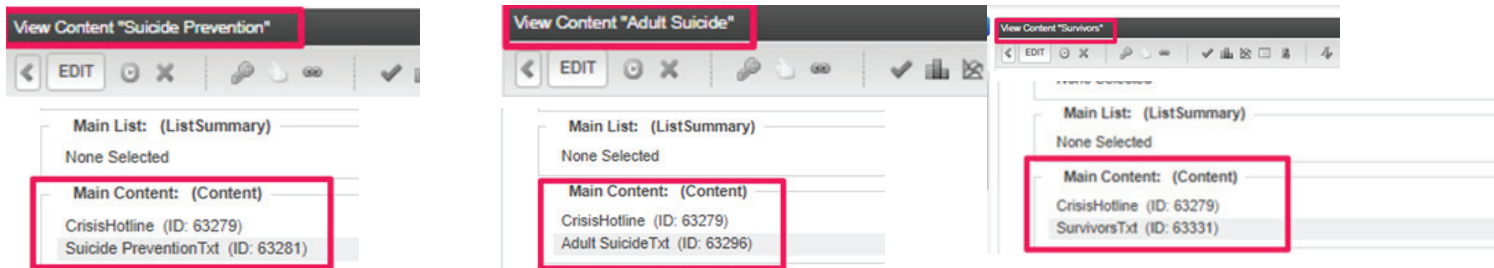 View Content "Suicide Prevention"
EDIT
Main List: (ListSummary)
None Selected
Main Content: (Content)
CrisisHotline (ID: 63279)
Suicide PreventionTxt (ID: 63281)
View Content "Adult Suicide"
EDIT
Main List: (ListSummary)
None Selected
Main Content: (Content)
CrisisHotline (ID: 63279)
Adult SuicideTxt (ID: 63296)
View Content "Survivors"
EDIT
Main List: (ListSummary)
None Selected
Main Content: (Content)
CrisisHotline (ID: 63279)
SurvivorsTxt (ID: 63331)